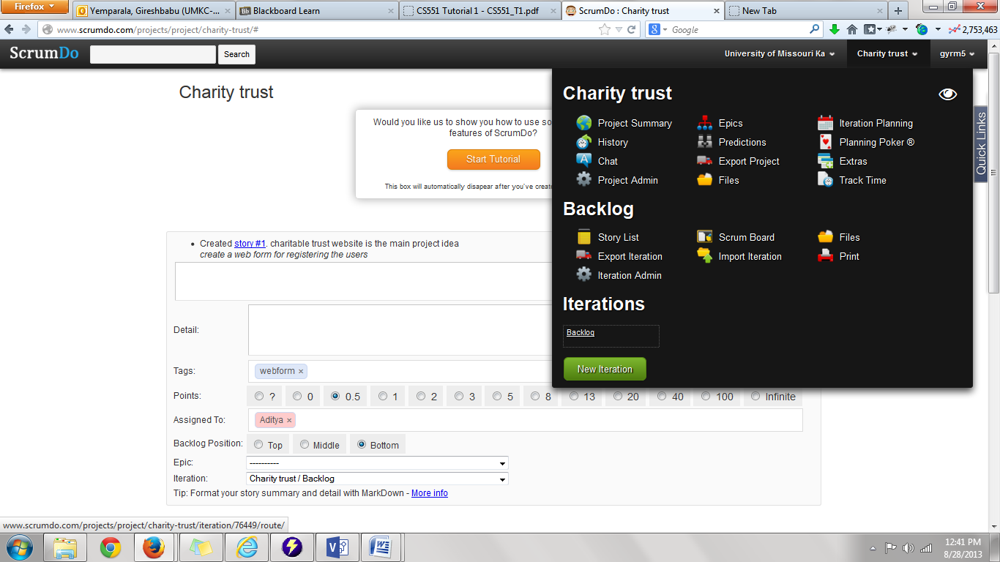 Firefox
Yemparala, Gireshbabu (UMKC-...
Blackboard Learn
CS551 Tutorial 1 - CS551_T1.pdf
ScrumDo : Charity trust
New Tab
www.scrumdo.com/projects/project/charity-trust/#
Google
2,753,463
ScrumDo
Search
University of Missouri Ka
Charity trust
gyrm5
Charity trust
Would you like us to show you how to use so
features of ScrumDo?
Start Tutorial
This box will automatically disapear after you've create
Created story #1. charitable trust website is the main project idea
create a web form for registering the users
Detail:
Tags: webform ×
Points: ? 0 0.5 1 2 3 5 8 13 20 40 100 Infinite
Assigned To: Aditya ×
Backlog Position: Top Middle Bottom
Epic: ----------
Iteration: Charity trust / Backlog
Tip: Format your story summary and detail with MarkDown - More info
Charity trust
Project Summary Epics Iteration Planning
History Predictions Planning Poker ®
Chat Export Project Extras
Project Admin Files Track Time
Backlog
Story List Scrum Board Files
Export Iteration Import Iteration Print
Iteration Admin
Iterations
Backlog
New Iteration
Quick Links
www.scrumdo.com/projects/project/charity-trust/iteration/76449/route/
12:41 PM
8/28/2013